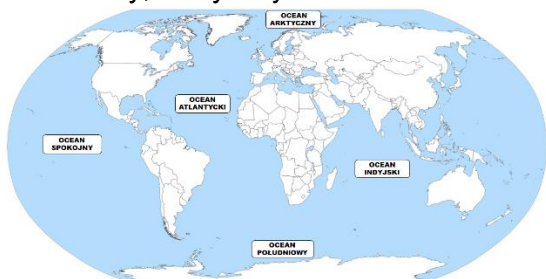 OCEAN
ARKTYCZNY
OCEAN
ATLANTYCKI
OCEAN
SPOKOJNY
OCEAN
INDYJSKI
OCEAN
POŁUDNIOWY